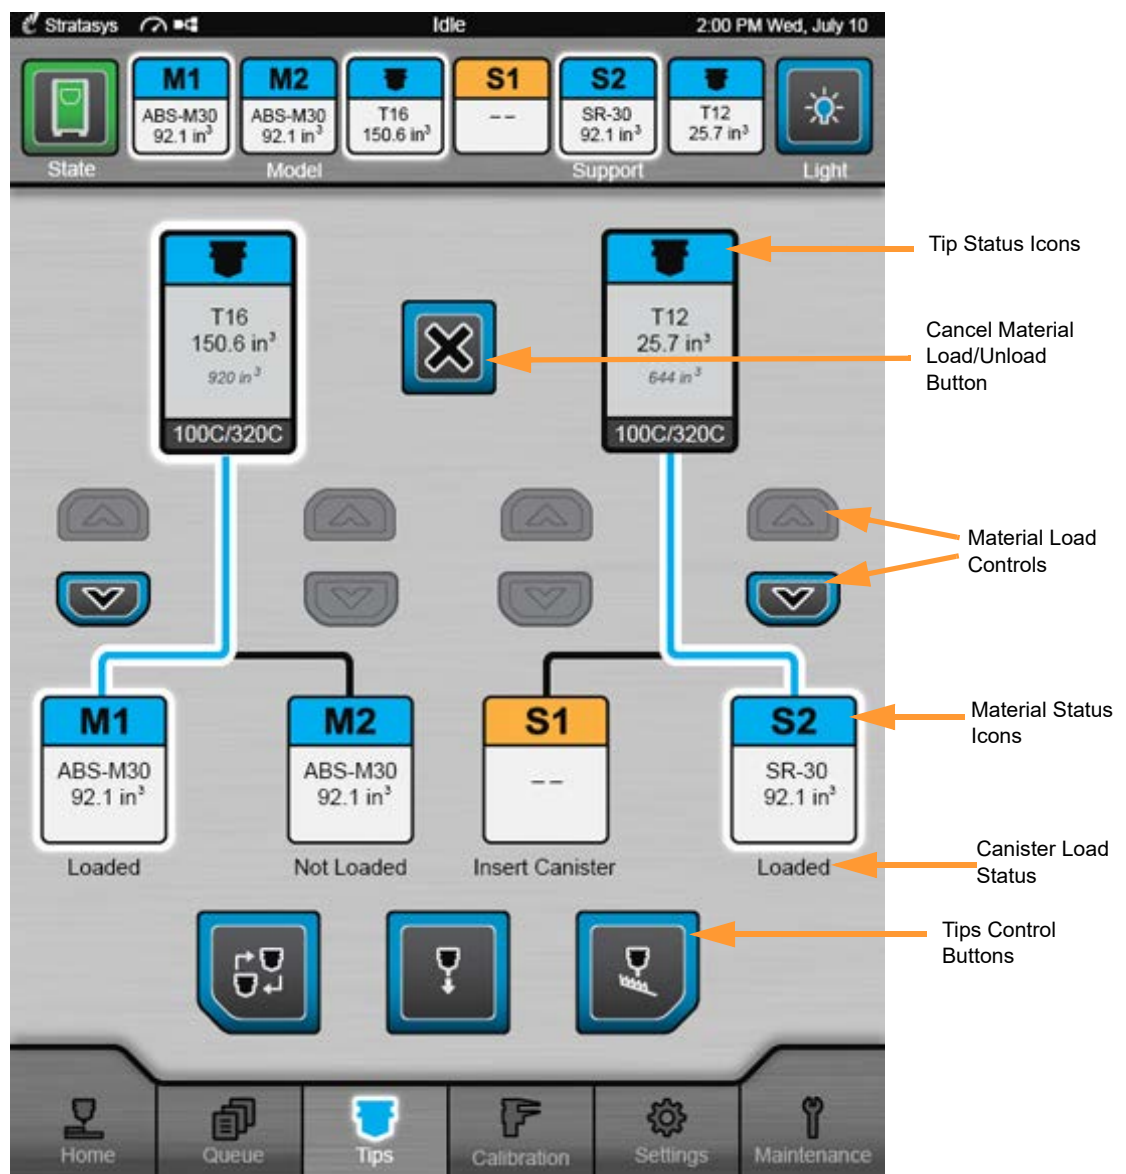 Stratasys Idle 2:00 PM Wed, July 10
M1 M2 S1 S2
ABS-M30 ABS-M30 T16 -- SR-30 T12
92.1 in³ 92.1 in³ 150.6 in³ 92.1 in³ 25.7 in³
State Model Support Light
Tip Status Icons
T16 T12
150.6 in³ 25.7 in³
920 in³ 644 in³
100C/320C 100C/320C
Cancel Material
Load/Unload
Button
Material Load
Controls
M1 M2 S1 S2
ABS-M30 ABS-M30 -- SR-30
92.1 in³ 92.1 in³ 92.1 in³
Material Status
Icons
Loaded Not Loaded Insert Canister Loaded
Canister Load
Status
Tips Control
Buttons
Home Queue Tips Calibration Settings Maintenance